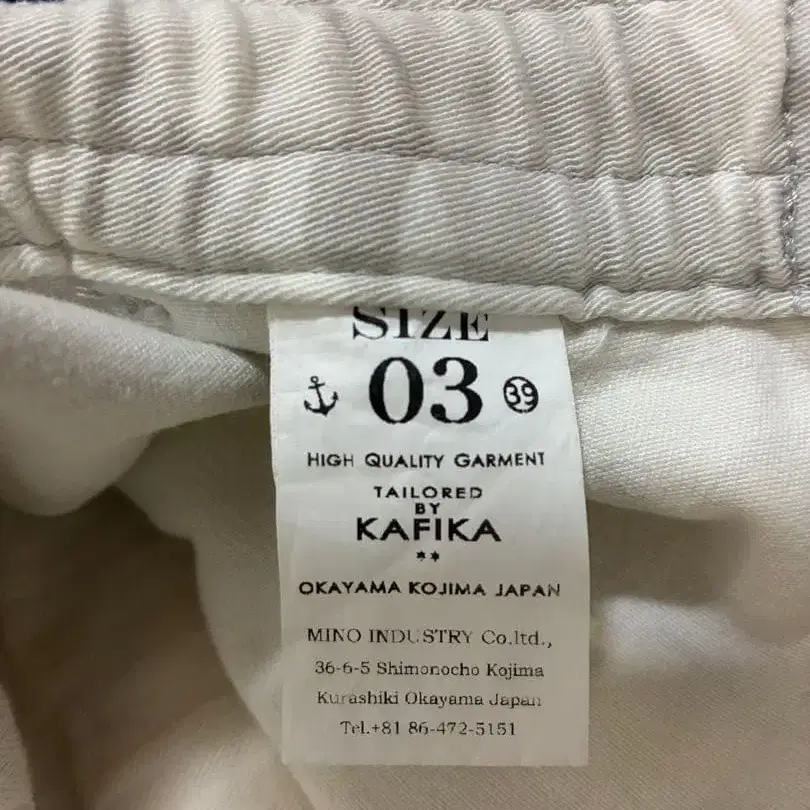 SIZE
03 39
HIGH QUALITY GARMENT
TAILORED
BY
KAFIKA
**
OKAYAMA KOJIMA JAPAN
MINO INDUSTRY Co.ltd.,
36-6-5 Shimonocho Kojima
Kurashiki Okayama Japan
Tel.+81 86-472-5151